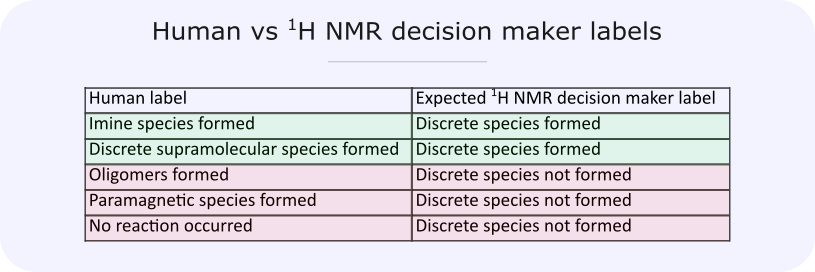 Human vs ¹H NMR decision maker labels
Human label Expected ¹H NMR decision maker label
Imine species formed Discrete species formed
Discrete supramolecular species formed Discrete species formed
Oligomers formed Discrete species not formed
Paramagnetic species formed Discrete species not formed
No reaction occurred Discrete species not formed